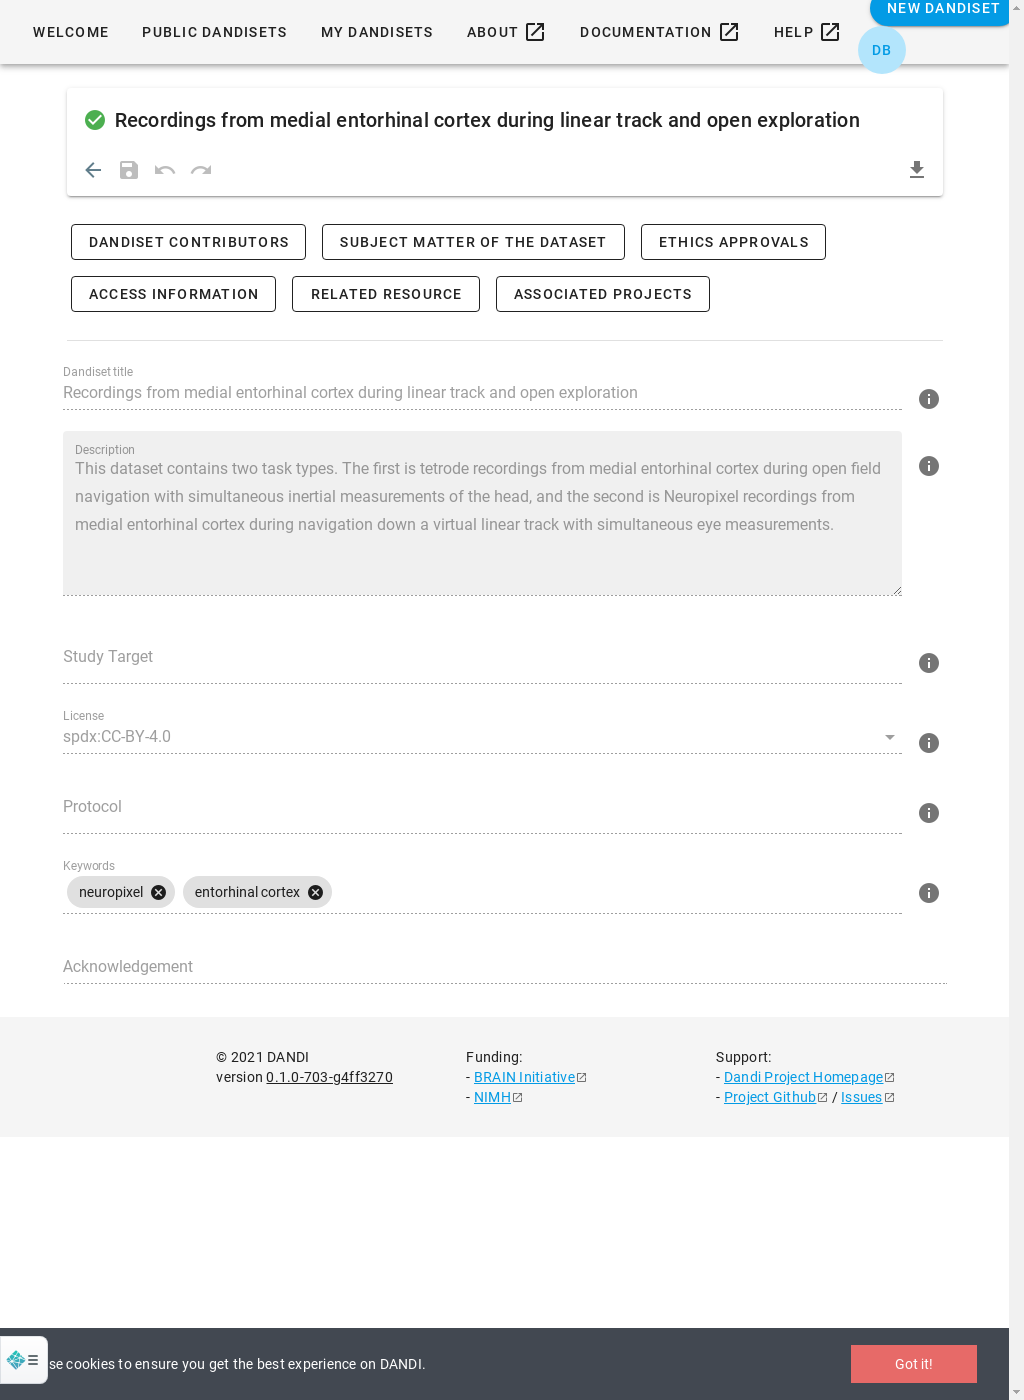 NEW DANDISET
WELCOME PUBLIC DANDISETS MY DANDISETS ABOUT DOCUMENTATION HELP
DB
Recordings from medial entorhinal cortex during linear track and open exploration
DANDISET CONTRIBUTORS SUBJECT MATTER OF THE DATASET ETHICS APPROVALS
ACCESS INFORMATION RELATED RESOURCE ASSOCIATED PROJECTS
Dandiset title
Recordings from medial entorhinal cortex during linear track and open exploration
Description
This dataset contains two task types. The first is tetrode recordings from medial entorhinal cortex during open field
navigation with simultaneous inertial measurements of the head, and the second is Neuropixel recordings from
medial entorhinal cortex during navigation down a virtual linear track with simultaneous eye measurements.
Study Target
License
spdx:CC-BY-4.0
Protocol
Keywords
neuropixel entorhinal cortex
Acknowledgement
© 2021 DANDI
version 0.1.0-703-g4ff3270
Funding:
- BRAIN Initiative
- NIMH
Support:
- Dandi Project Homepage
- Project Github / Issues
cookies to ensure you get the best experience on DANDI.
Got it!